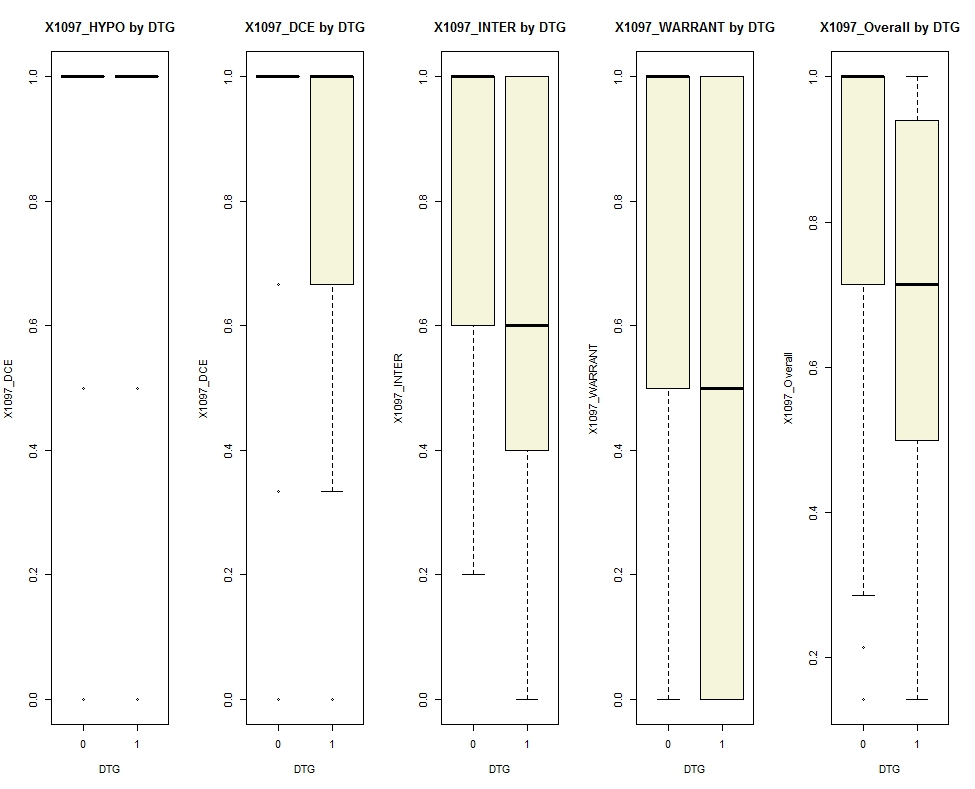 X1097_HYPO by DTG
X1097_DCE
1.0
0.8
0.6
0.4
0.2
0.0
0 1
DTG
X1097_DCE by DTG
X1097_DCE
1.0
0.8
0.6
0.4
0.2
0.0
0 1
DTG
X1097_INTER by DTG
X1097_INTER
1.0
0.8
0.6
0.4
0.2
0.0
0 1
DTG
X1097_WARRANT by DTG
X1097_WARRANT
1.0
0.8
0.6
0.4
0.2
0.0
0 1
DTG
X1097_Overall by DTG
X1097_Overall
1.0
0.8
0.6
0.4
0.2
0 1
DTG